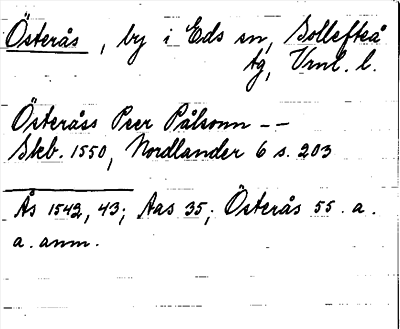 Österås, by i Eds sn, Sollefteå
tg, Vrnl. l.
Österåss Peer Pålsonn - -
Skb. 1550, Nordlander 6 s. 203
Ås 1542, 43; Aas 35; Österås 55. a.
a. anm.